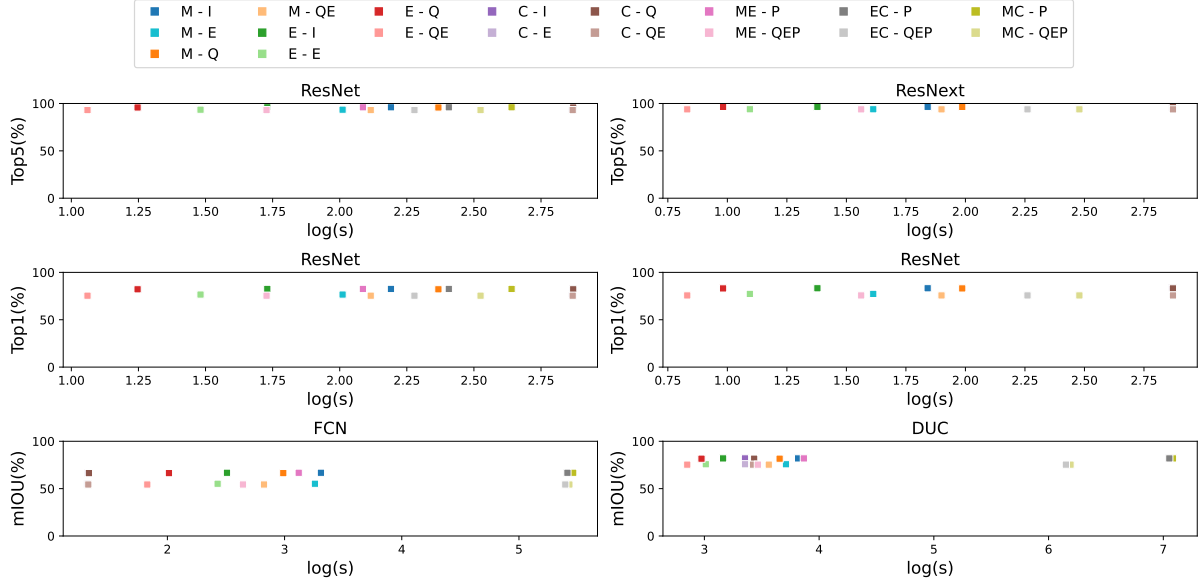 M - I M - QE E - Q C - I C - Q ME - P EC - P MC - P
M - E E - I E - QE C - E C - QE ME - QEP EC - QEP MC - QEP
M - Q E - E
ResNet ResNext
Top5(%) 100 50 0 Top5(%) 100 50 0
1.00 1.25 1.50 1.75 2.00 2.25 2.50 2.75 0.75 1.00 1.25 1.50 1.75 2.00 2.25 2.50 2.75
log(s) log(s)
ResNet ResNet
Top1(%) 100 50 0 Top1(%) 100 50 0
1.00 1.25 1.50 1.75 2.00 2.25 2.50 2.75 0.75 1.00 1.25 1.50 1.75 2.00 2.25 2.50 2.75
log(s) log(s)
FCN DUC
mIOU(%) 100 50 0 mIOU(%) 100 50 0
2 3 4 5 3 4 5 6 7
log(s) log(s)